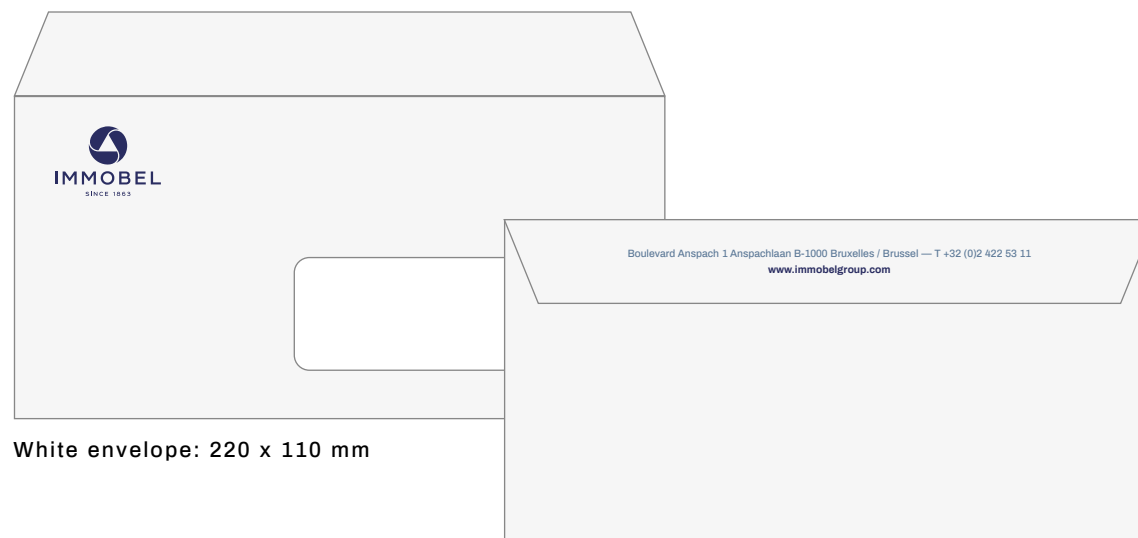 IMMOBEL
SINCE 1863
Boulevard Anspach 1 Anspachlaan B-1000 Bruxelles / Brussel — T +32 (0)2 422 53 11
www.immobelgroup.com
White envelope: 220 x 110 mm